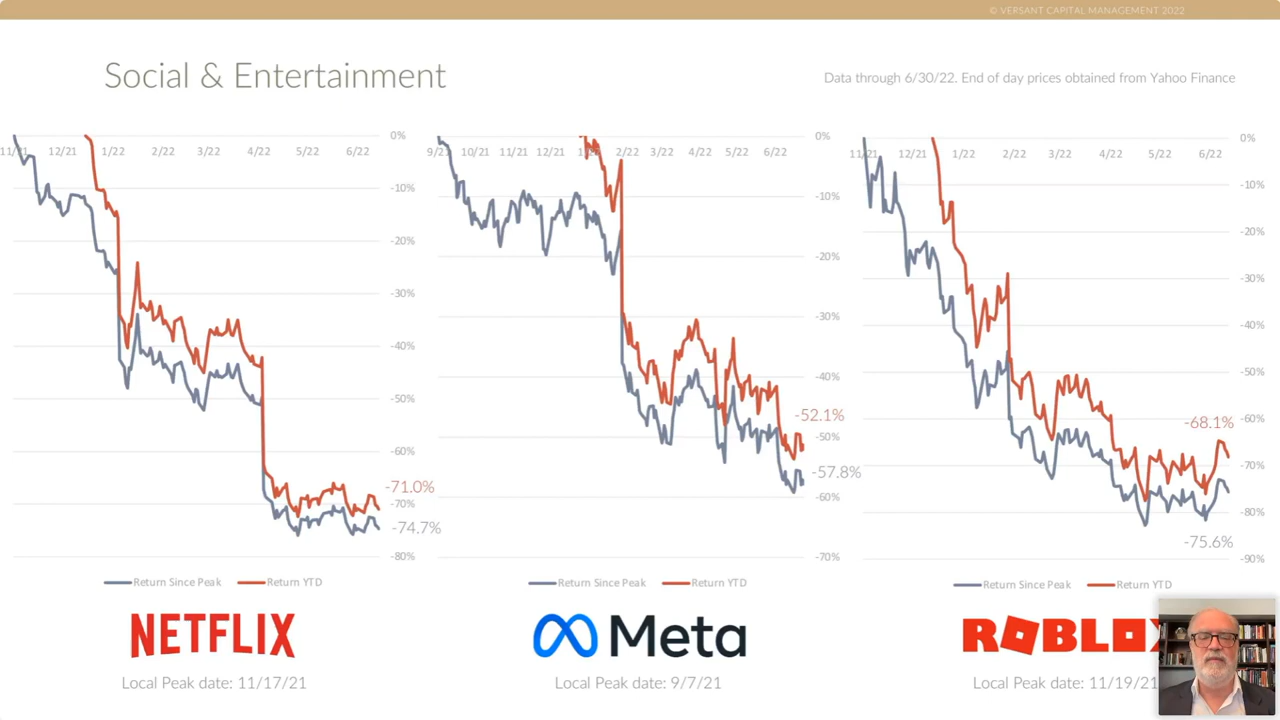 © VERSANT CAPITAL MANAGEMENT 2022
Social & Entertainment
Data through 6/30/22. End of day prices obtained from Yahoo Finance
11/21 12/21 1/22 2/22 3/22 4/22 5/22 6/22
0%
-10%
-20%
-30%
-40%
-50%
-60%
-70%
-80%
-71.0%
-74.7%
Return Since Peak Return YTD
NETFLIX
Local Peak date: 11/17/21
9/21 10/21 11/21 12/21 1/22 2/22 3/22 4/22 5/22 6/22
0%
-10%
-20%
-30%
-40%
-50%
-60%
-70%
-52.1%
-57.8%
Return Since Peak Return YTD
Meta
Local Peak date: 9/7/21
11/21 12/21 1/22 2/22 3/22 4/22 5/22 6/22
0%
-10%
-20%
-30%
-40%
-50%
-60%
-70%
-80%
-90%
-68.1%
-75.6%
Return Since Peak Return YTD
ROBLOX
Local Peak date: 11/19/21